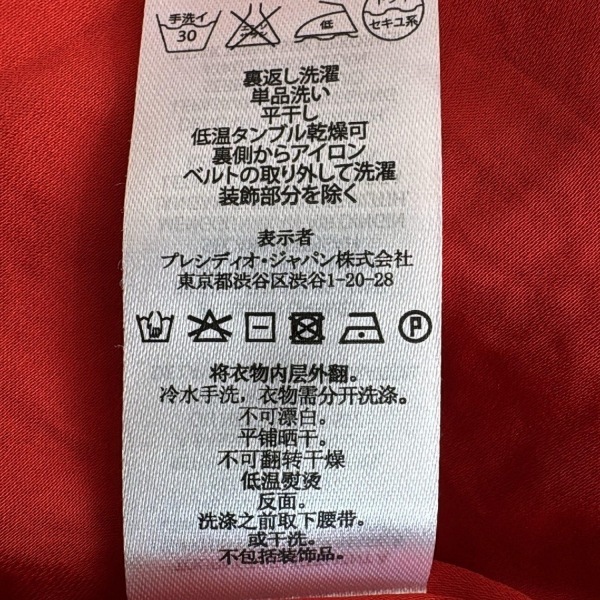 手洗イ
30
低
ドライ
セキユ系
裏返し洗濯
単品洗い
平干し
低温タンブル乾燥可
裏側からアイロン
ベルトの取り外して洗濯
装飾部分を除く
表示者
プレシディオ・ジャパン株式会社
東京都渋谷区渋谷1-20-28
P
将衣物内层外翻。
冷水手洗，衣物需分开洗涤。
不可漂白。
平铺晒干。
不可翻转干燥
低温熨烫
反面。
洗涤之前取下腰带。
或干洗。
不包括装饰品。